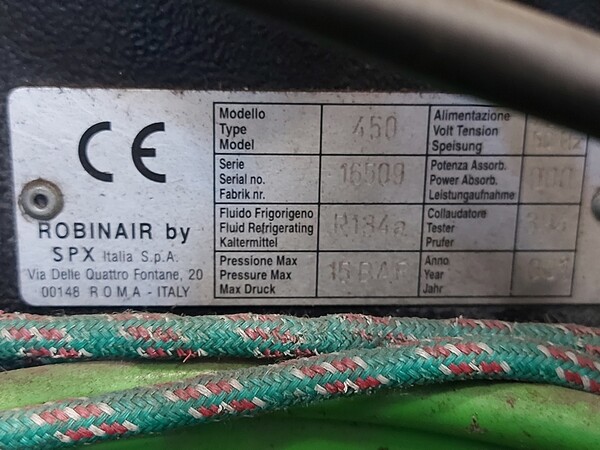 CE
ROBINAIR by
SPX Italia S.p.A.
Via Delle Quattro Fontane, 20
00148 ROMA - ITALY
Modello
Type
Model
450
Alimentazione
Volt Tension
Speisung
Serie
Serial no.
Fabrik nr.
16509
Potenza Assorb.
Power Absorb.
Leistungaufnahme
Fluido Frigorigeno
Fluid Refrigerating
Kaltermittel
R134a
Collaudatore
Tester
Prufer
Pressione Max
Pressure Max
Max Druck
15 BAR
Anno
Year
Jahr